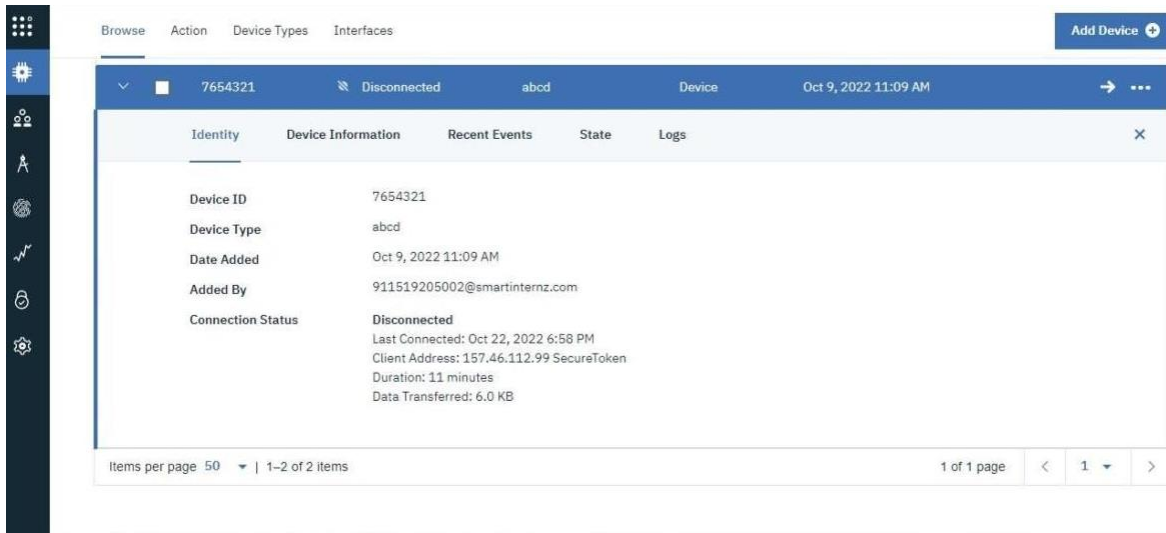 Browse Action Device Types Interfaces Add Device
7654321 Disconnected abcd Device Oct 9, 2022 11:09 AM
Identity Device Information Recent Events State Logs
Device ID 7654321
Device Type abcd
Date Added Oct 9, 2022 11:09 AM
Added By 911519205002@smartinternz.com
Connection Status Disconnected
Last Connected: Oct 22, 2022 6:58 PM
Client Address: 157.46.112.99 SecureToken
Duration: 11 minutes
Data Transferred: 6.0 KB
Items per page 50 | 1–2 of 2 items 1 of 1 page 1